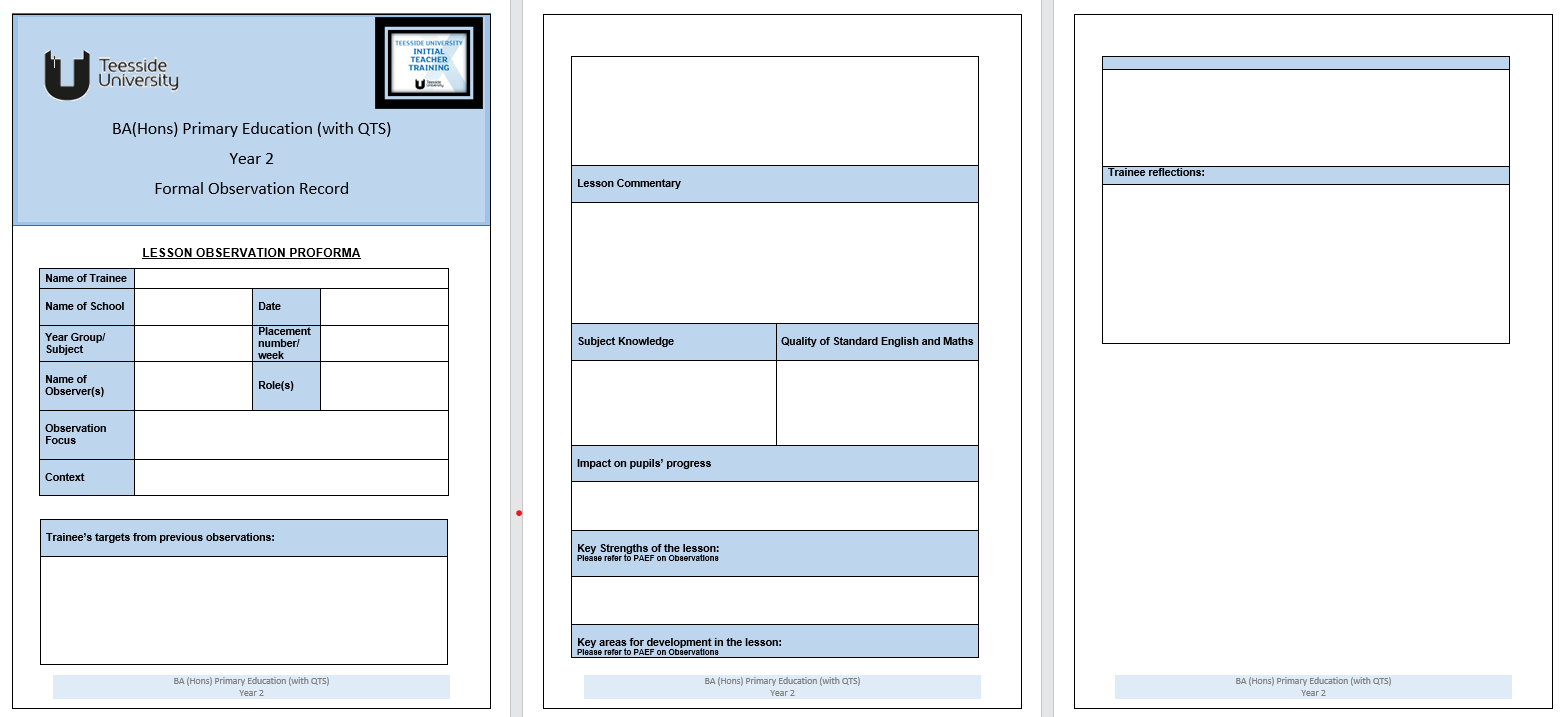 Teesside
University
TEESSIDE UNIVERSITY
INITIAL
TEACHER
TRAINING
Teesside
University
BA(Hons) Primary Education (with QTS)
Year 2
Formal Observation Record
LESSON OBSERVATION PROFORMA
Name of Trainee
Name of School
Date
Year Group/
Subject
Placement
number/
week
Name of
Observer(s)
Role(s)
Observation
Focus
Context
Trainee's targets from previous observations:
BA (Hons) Primary Education (with QTS)
Year 2
Lesson Commentary
Subject Knowledge
Quality of Standard English and Maths
Impact on pupils' progress
Key Strengths of the lesson:
Please refer to PAEF on Observations
Key areas for development in the lesson:
Please refer to PAEF on Observations
BA (Hons) Primary Education (with QTS)
Year 2
Trainee reflections:
BA (Hons) Primary Education (with QTS)
Year 2